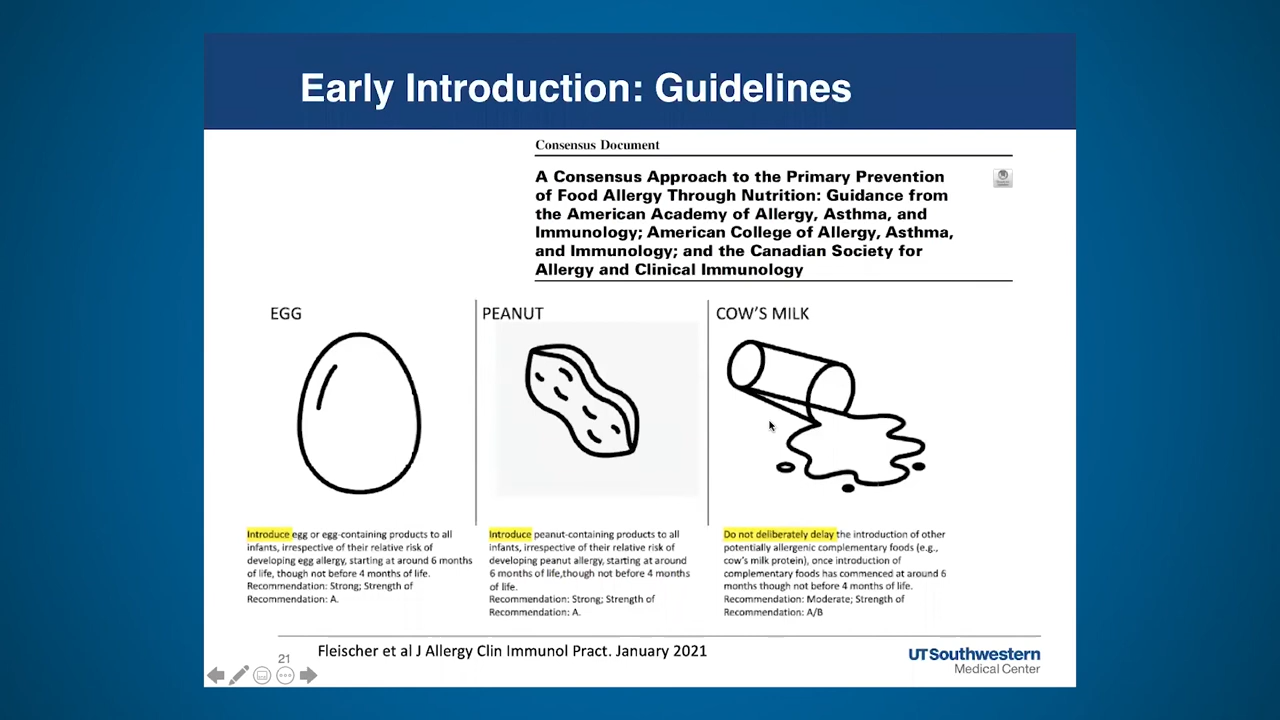 Early Introduction: Guidelines
Consensus Document
A Consensus Approach to the Primary Prevention
of Food Allergy Through Nutrition: Guidance from
the American Academy of Allergy, Asthma, and
Immunology; American College of Allergy, Asthma,
and Immunology; and the Canadian Society for
Allergy and Clinical Immunology
EGG
PEANUT
COW'S MILK
Introduce egg or egg-containing products to all
infants, irrespective of their relative risk of
developing egg allergy, starting at around 6 months
of life, though not before 4 months of life.
Recommendation: Strong; Strength of
Recommendation: A.
Introduce peanut-containing products to all
infants, irrespective of their relative risk of
developing peanut allergy, starting at around
6 months of life,though not before 4 months
of life.
Recommendation: Strong; Strength of
Recommendation: A.
Do not deliberately delay the introduction of other
potentially allergenic complementary foods (e.g.,
cow's milk protein), once introduction of
complementary foods has commenced at around 6
months though not before 4 months of life.
Recommendation: Moderate; Strength of
Recommendation: A/B
Fleischer et al J Allergy Clin Immunol Pract. January 2021
21
UTSouthwestern
Medical Center